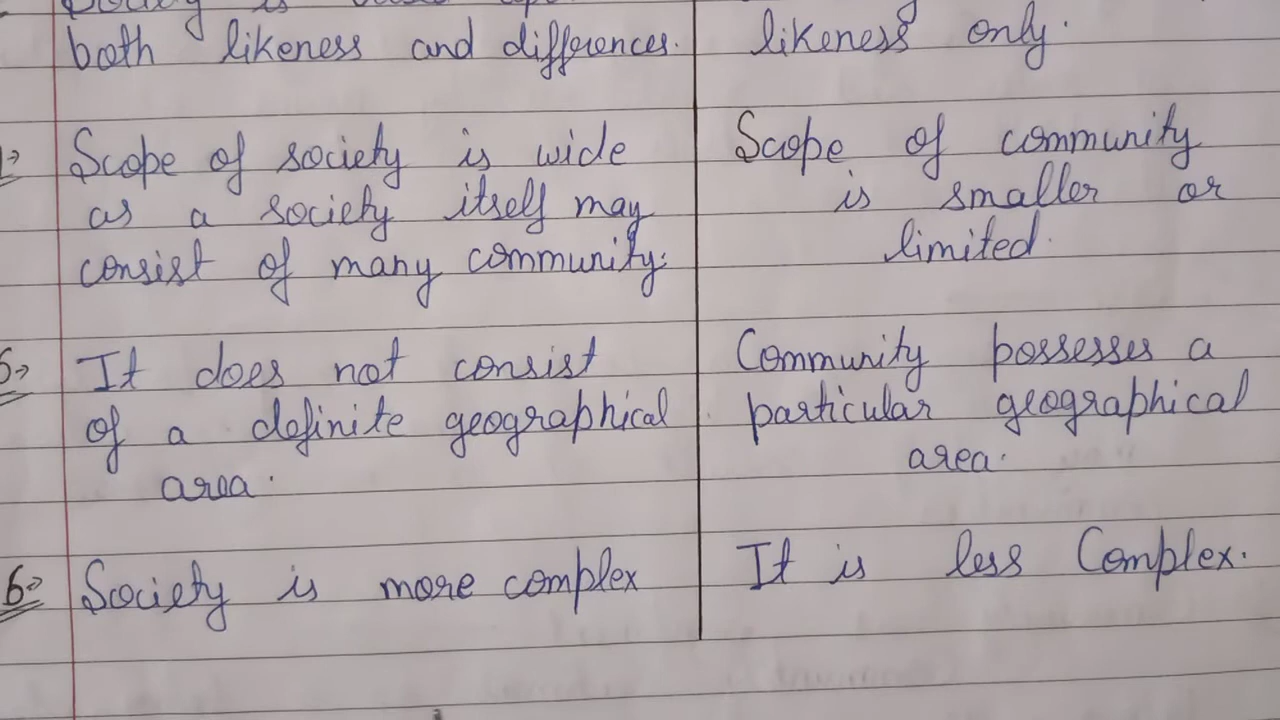 both likeness and differences.
likeness only.
Scope of society is wide
as a society itself may
consist of many community.
Scope of community
is smaller or
limited.
5⇒ It does not consist
of a definite geographical
area.
Community possesses a
particular geographical
area.
6⇒ Society is more complex
It is less Complex.